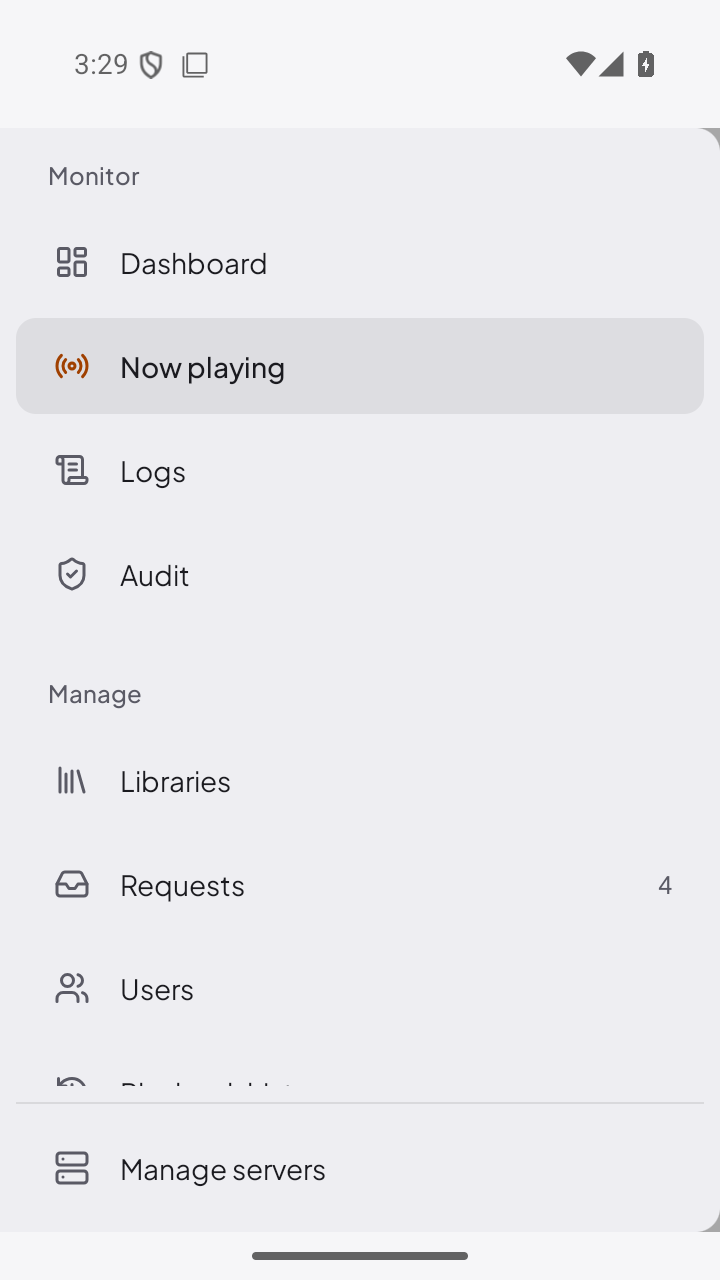 3:29
Monitor
Dashboard
Now playing
Logs
Audit
Manage
Libraries
Requests 4
Users
Manage servers